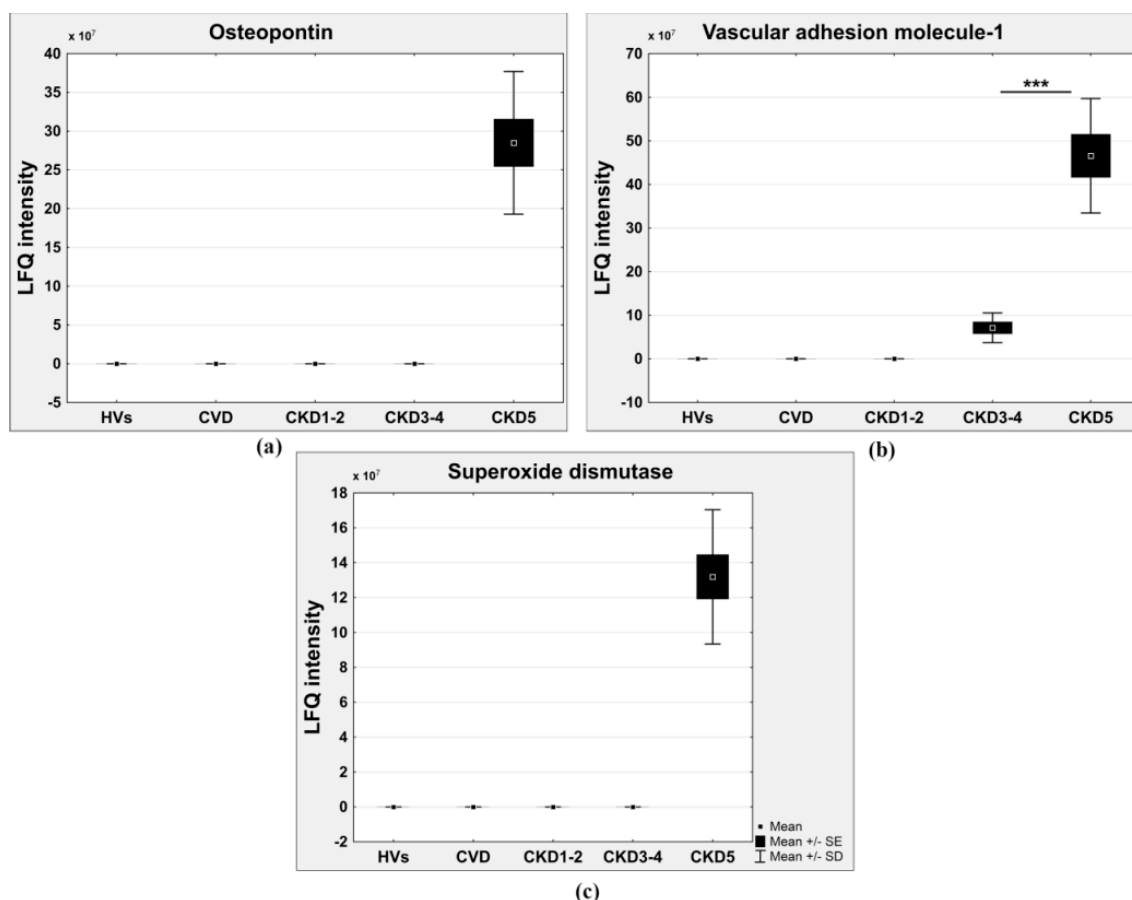 Osteopontin
x 10⁷
40
35
30
25
20
15
10
5
0
-5
LFQ intensity
HVs CVD CKD1-2 CKD3-4 CKD5
(a)
Vascular adhesion molecule-1
x 10⁷
70
60
50
40
30
20
10
0
-10
LFQ intensity
***
HVs CVD CKD1-2 CKD3-4 CKD5
(b)
Superoxide dismutase
x 10⁷
18
16
14
12
10
8
6
4
2
0
-2
LFQ intensity
HVs CVD CKD1-2 CKD3-4 CKD5
Mean
Mean +/- SE
Mean +/- SD
(c)